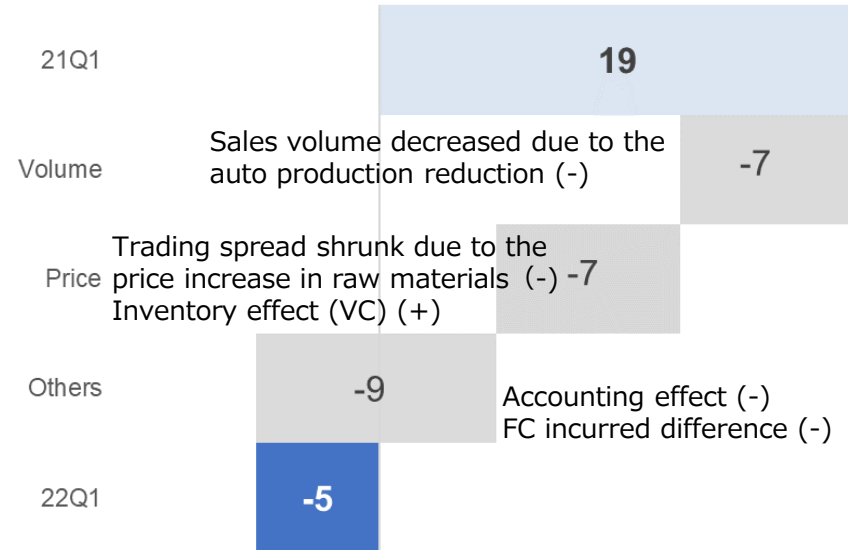 21Q1
19
Volume
Sales volume decreased due to the
auto production reduction (-)
-7
Price
Trading spread shrunk due to the
price increase in raw materials（-)
Inventory effect (VC) (+)
-7
Others
-9
Accounting effect (-)
FC incurred difference (-)
22Q1
-5